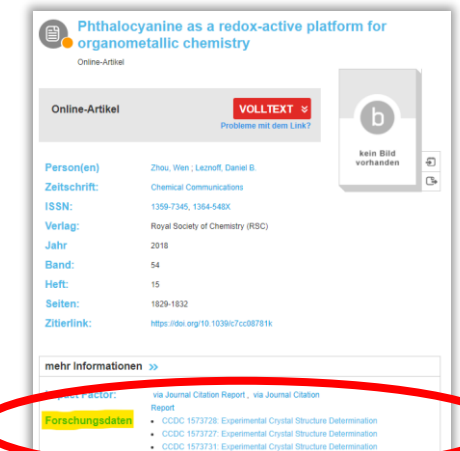 Phthalocyanine as a redox-active platform for
organometallic chemistry
Online-Artikel
Online-Artikel
VOLLTEXT
Probleme mit dem Link?
b
kein Bild
vorhanden
Person(en) Zhou, Wen ; Leznoff, Daniel B.
Zeitschrift: Chemical Communications
ISSN: 1359-7345, 1364-548X
Verlag: Royal Society of Chemistry (RSC)
Jahr 2018
Band: 54
Heft: 15
Seiten: 1829-1832
Zitierlink: https://doi.org/10.1039/c7cc08781k
mehr Informationen »
Factor: via Journal Citation Report , via Journal Citation
Report
Forschungsdaten • CCDC 1573728: Experimental Crystal Structure Determination
• CCDC 1573727: Experimental Crystal Structure Determination
• CCDC 1573731: Experimental Crystal Structure Determination